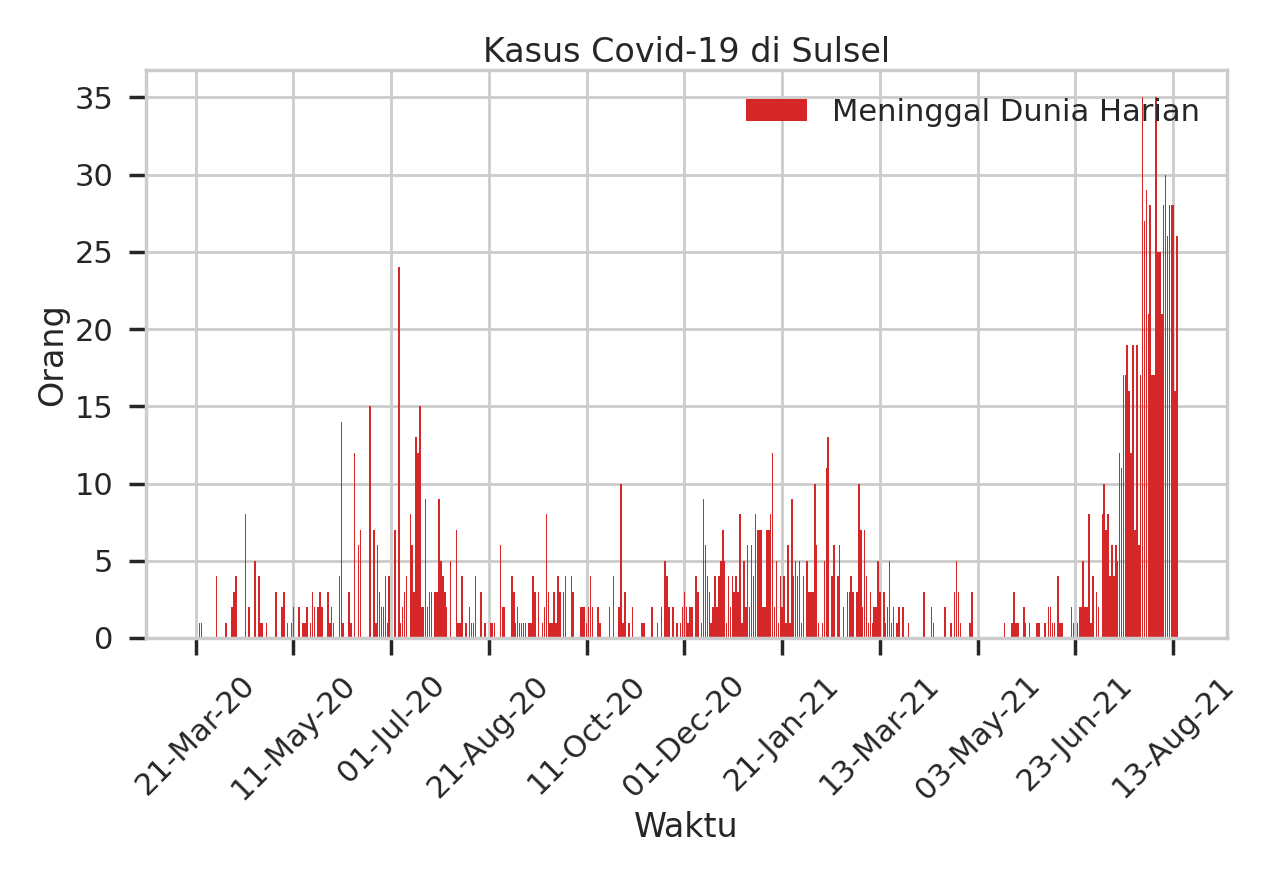 Kasus Covid-19 di Sulsel
Meninggal Dunia Harian
Orang
35
30
25
20
15
10
5
0
21-Mar-20
11-May-20
01-Jul-20
21-Aug-20
11-Oct-20
01-Dec-20
21-Jan-21
13-Mar-21
03-May-21
23-Jun-21
13-Aug-21
Waktu